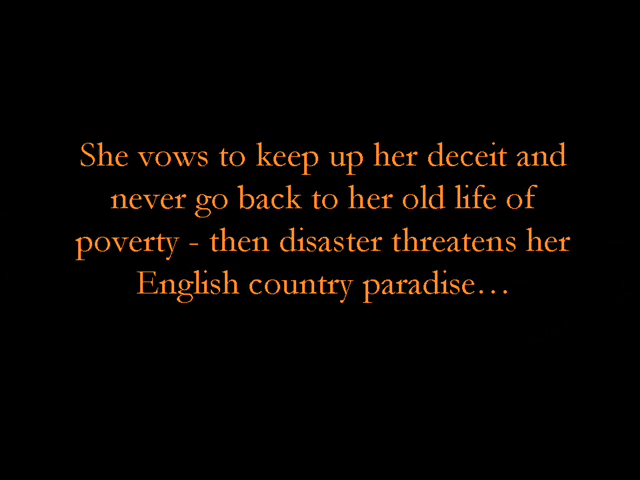 She vows to keep up her deceit and
never go back to her old life of
poverty - then disaster threatens her
English country paradise…